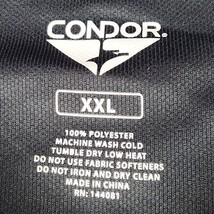 CONDOR.
XXL
100% POLYESTER
MACHINE WASH COLD
TUMBLE DRY LOW HEAT
DO NOT USE FABRIC SOFTENERS
DO NOT IRON AND DRY CLEAN
MADE IN CHINA
RN: 144081